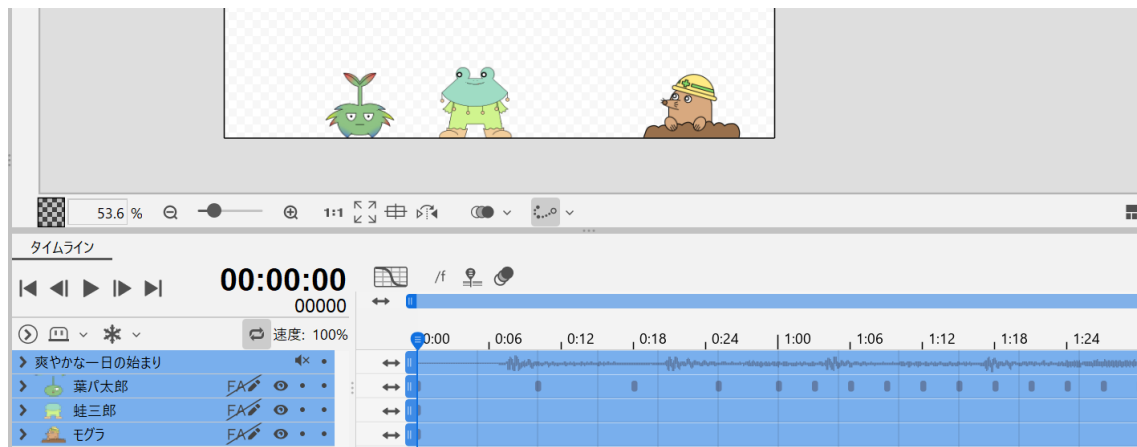 53.6 %
1:1
タイムライン
00:00:00
00000
/f
速度: 100%
0:00 0:06 0:12 0:18 0:24 1:00 1:06 1:12 1:18 1:24
爽やかな一日の始まり
葉パ太郎 FA
蛙三郎 FA
モグラ FA